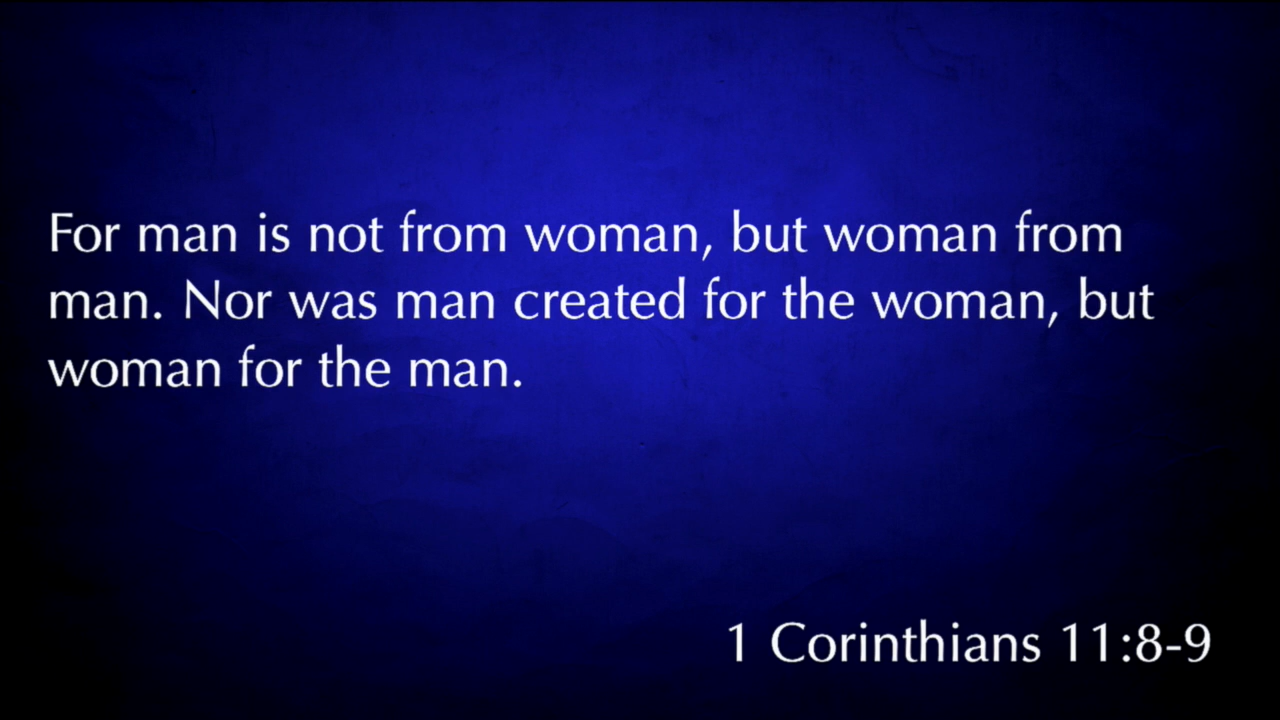 For man is not from woman, but woman from
man. Nor was man created for the woman, but
woman for the man.
1 Corinthians 11:8-9